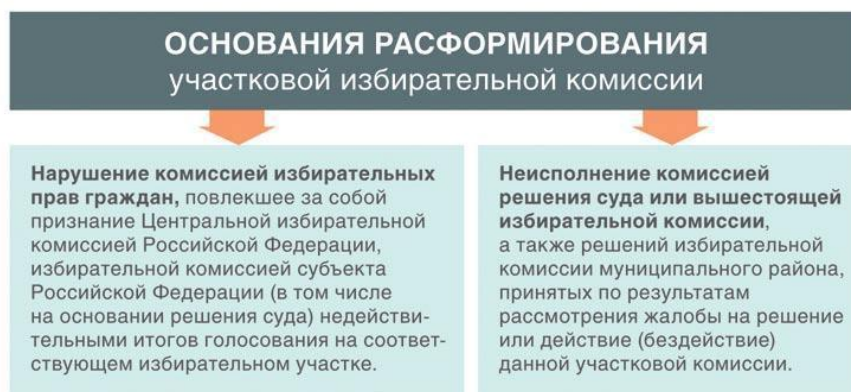 ОСНОВАНИЯ РАСФОРМИРОВАНИЯ
участковой избирательной комиссии
Нарушение комиссией избирательных
прав граждан, повлекшее за собой
признание Центральной избирательной
комиссией Российской Федерации,
избирательной комиссией субъекта
Российской Федерации (в том числе
на основании решения суда) недействи-
тельными итогов голосования на соответ-
ствующем избирательном участке.
Неисполнение комиссией
решения суда или вышестоящей
избирательной комиссии,
а также решений избирательной
комиссии муниципального района,
принятых по результатам
рассмотрения жалобы на решение
или действие (бездействие)
данной участковой комиссии.